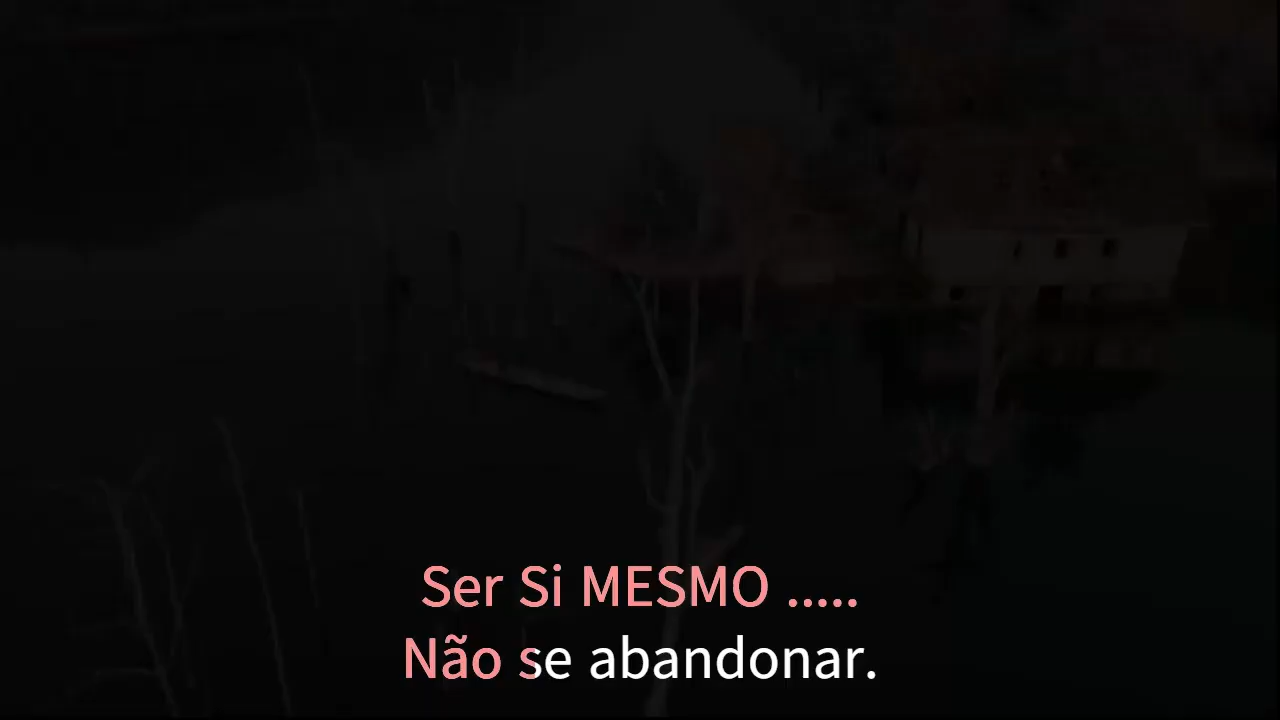 Ser Si MESMO .....
Não se abandonar.